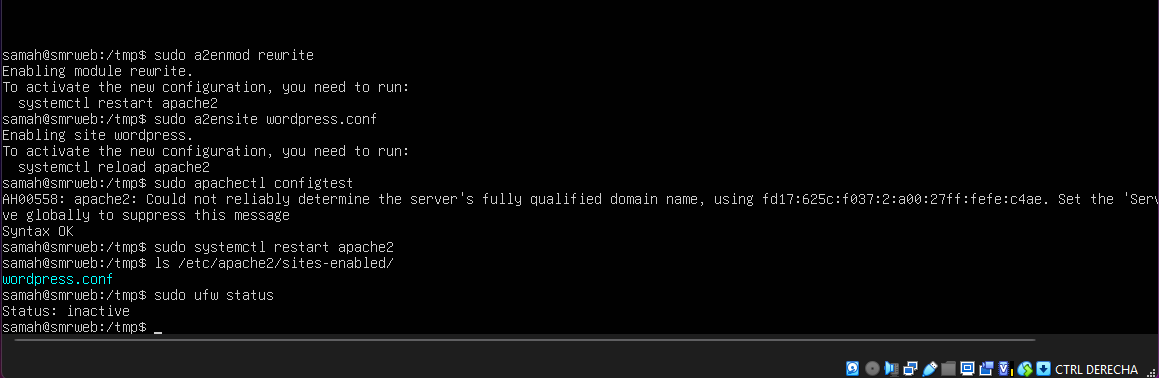 samah@smrweb:/tmp$ sudo a2enmod rewrite
Enabling module rewrite.
To activate the new configuration, you need to run:
  systemctl restart apache2
samah@smrweb:/tmp$ sudo a2ensite wordpress.conf
Enabling site wordpress.
To activate the new configuration, you need to run:
  systemctl reload apache2
samah@smrweb:/tmp$ sudo apachectl configtest
AH00558: apache2: Could not reliably determine the server's fully qualified domain name, using fd17:625c:f037:2:a00:27ff:fefe:c4ae. Set the 'Serv
ve globally to suppress this message
Syntax OK
samah@smrweb:/tmp$ sudo systemctl restart apache2
samah@smrweb:/tmp$ ls /etc/apache2/sites-enabled/
wordpress.conf
samah@smrweb:/tmp$ sudo ufw status
Status: inactive
samah@smrweb:/tmp$ _
CTRL DERECHA